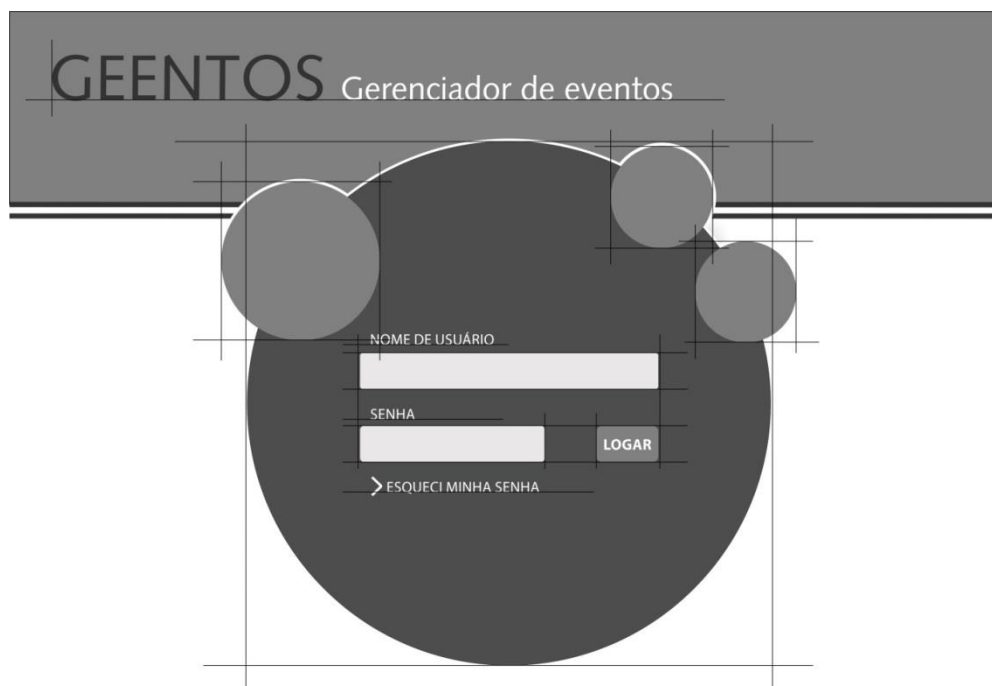 GEENTOS Gerenciador de eventos
NOME DE USUÁRIO
SENHA
LOGAR
ESQUECI MINHA SENHA